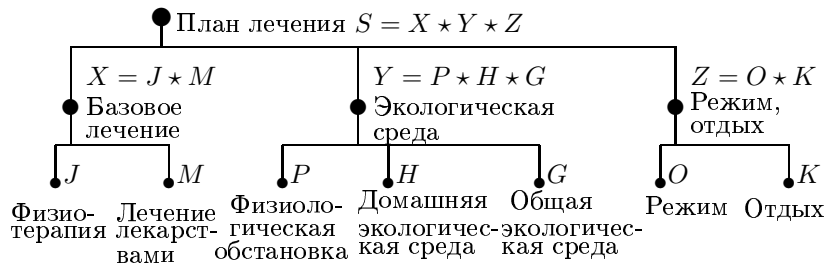 План лечения S = X ⋆ Y ⋆ Z
X = J ⋆ M
Базовое
лечение
Y = P ⋆ H ⋆ G
Экологическая
среда
Z = O ⋆ K
Режим,
отдых
J
M
P
H
G
O
K
Физио-
терапия
Лечение
лекарст-
вами
Физиоло-
гическая
обстановка
Домашняя
экологичес-
кая среда
Общая
экологичес-
кая среда
Режим
Отдых